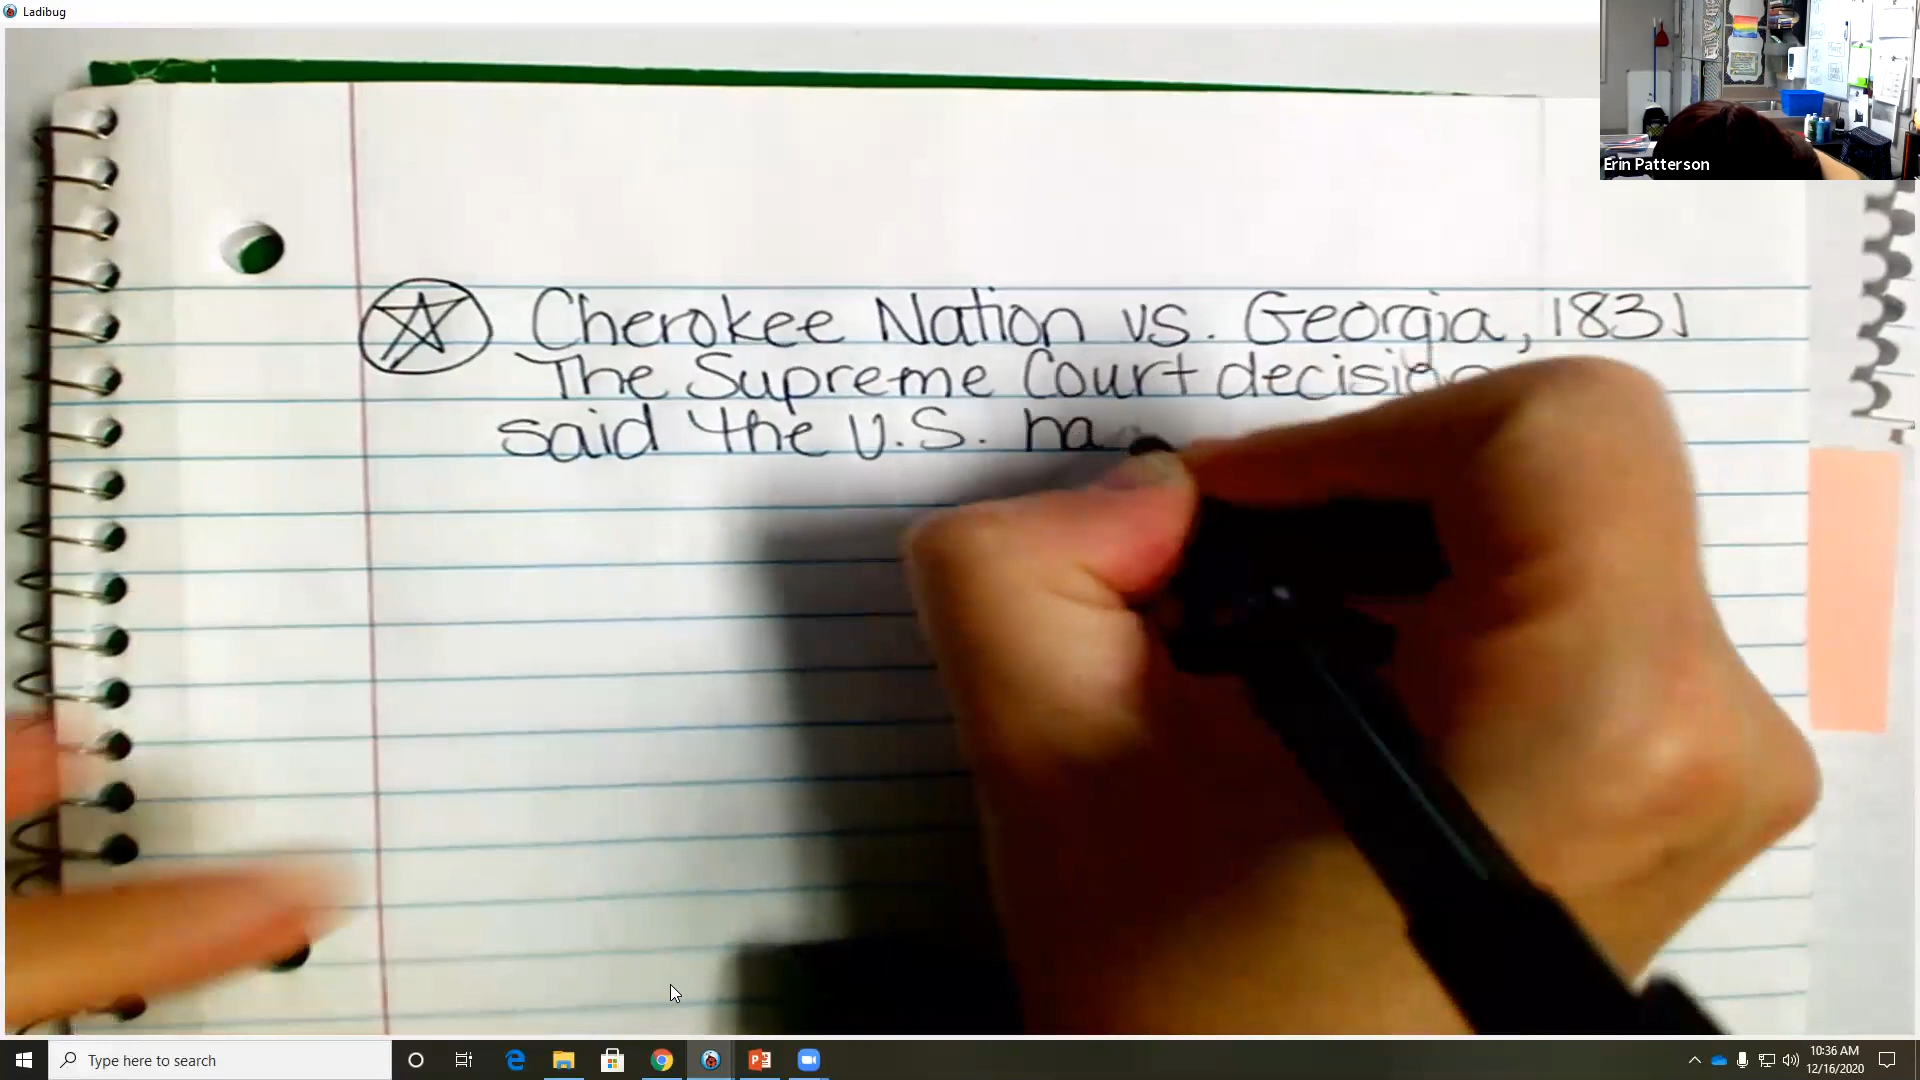 Ladibug
Erin Patterson
Cherokee Nation vs. Georgia, 1831
The Supreme Court decision
said the U.S. ha
Type here to search
10:36 AM
12/16/2020